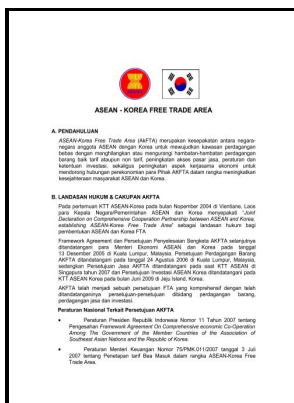 ASEAN - KOREA FREE TRADE AREA
A. PENDAHULUAN
ASEAN-Korea Free Trade Area (AKFTA) merupakan kesepakatan antara negara-
negara anggota ASEAN dengan Korea untuk mewujudkan kawasan perdagangan
bebas dengan menghilangkan atau mengurangi hambatan-hambatan perdagangan
barang baik tarif ataupun non tarif, peningkatan akses pasar jasa, peraturan dan
ketentuan investasi, sekaligus peningkatan aspek kerjasama ekonomi untuk
mendorong hubungan perekonomian para Pihak AKFTA dalam rangka meningkatkan
kesejahteraan masyarakat ASEAN dan Korea.
B. LANDASAN HUKUM & CAKUPAN AKFTA
Pada pertemuan KTT ASEAN-Korea pada bulan Nopember 2004 di Vientiane, Laos
para Kepala Negara/Pemerintahan ASEAN dan Korea menyepakati "Joint
Declaration on Comprehensive Cooperation Partnership between ASEAN and Korea,
establishing ASEAN-Korea Free Trade Area" sebagai landasan hukum bagi
pembentukan ASEAN dan Korea FTA.
Framework Agreement dan Persetujuan Penyelesaian Sengketa AKFTA selanjutnya
ditandatangani para Menteri Ekonomi ASEAN dan Korea pada tanggal
13 Desember 2005 di Kuala Lumpur, Malaysia. Persetujuan Perdagangan Barang
AKFTA ditandatangani pada tanggal 24 Agustus 2006 di Kuala Lumpur, Malaysia,
sedangkan Persetujuan Jasa AKFTA ditandatangani pada saat KTT ASEAN di
Singapura tahun 2007 dan Persetujuan Investasi ASEAN Korea ditandatangani pada
KTT ASEAN Korea pada bulan Juni 2009 di Jeju Island, Korea.
AKFTA telah menjadi sebuah persetujuan FTA yang komprehensif dengan telah
ditandatanganinya persetujuan-persetujuan dibidang perdagangan barang,
perdagangan jasa dan investasi.
Peraturan Nasional Terkait Persetujuan AKFTA
• Peraturan Presiden Republik Indonesia Nomor 11 Tahun 2007 tentang
Pengesahan Framework Agreement On Comprehensive economic Co-Operation
Among The Government of the Member Countries of the Association of
Southeast Asian Nations and the Republic of Korea.
• Peraturan Menteri Keuangan Nomor 75/PMK.011/2007 tanggal 3 Juli
2007 tentang Penetapan tarif Bea Masuk dalam rangka ASEAN-Korea Free
Trade Area.